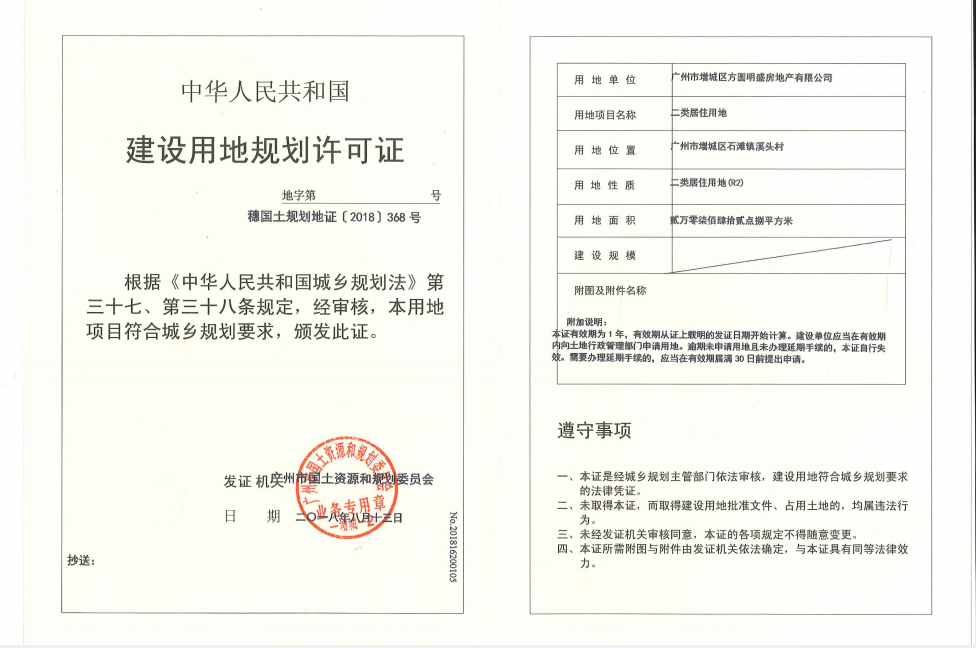 中华人民共和国
建设用地规划许可证
地字第 号
穗国土规划地证〔2018〕368 号
根据《中华人民共和国城乡规划法》第
三十七、第三十八条规定，经审核，本用地
项目符合城乡规划要求，颁发此证。
发证 机关
广州市国土资源和规划委员会
广州市国土资源和规划委员会
业务专用章
日 期
二〇一八年八月十三日
抄送：
No.201816200105
用地单位 广州市增城区方圆明盛房地产有限公司
用地项目名称 二类居住用地
用地位置 广州市增城区石滩镇溪头村
用地性质 二类居住用地(R2)
用地面积 贰万零柒佰肆拾贰点捌平方米
建设规模
附图及附件名称
附加说明：
本证有效期为 1 年，有效期从证上载明的发证日期开始计算。建设单位应当在有效期
内向土地行政管理部门申请用地。逾期未申请用地且未办理延期手续的，本证自行失
效。需要办理延期手续的，应当在有效期届满 30 日前提出申请。
遵守事项
一、本证是经城乡规划主管部门依法审核，建设用地符合城乡规划要求
的法律凭证。
二、未取得本证，而取得建设用地批准文件、占用土地的，均属违法行
为。
三、未经发证机关审核同意，本证的各项规定不得随意变更。
四、本证所需附图与附件由发证机关依法确定，与本证具有同等法律效
力。